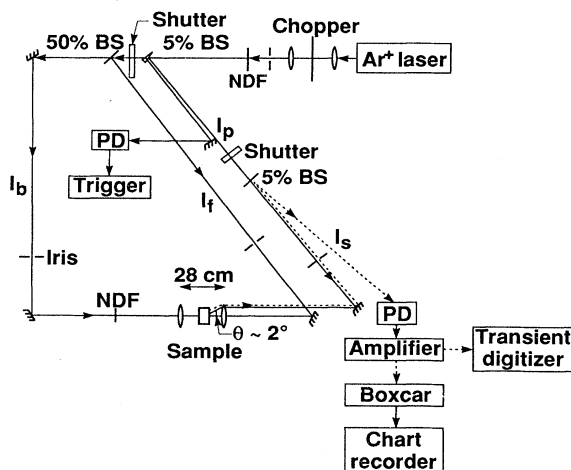 Shutter
Chopper
50% BS
5% BS
NDF
Ar+ laser
Ip
PD
Shutter
5% BS
Trigger
Ib
If
Is
Iris
28 cm
NDF
PD
Sample
θ ~ 2°
Amplifier
Transient
digitizer
Boxcar
Chart
recorder